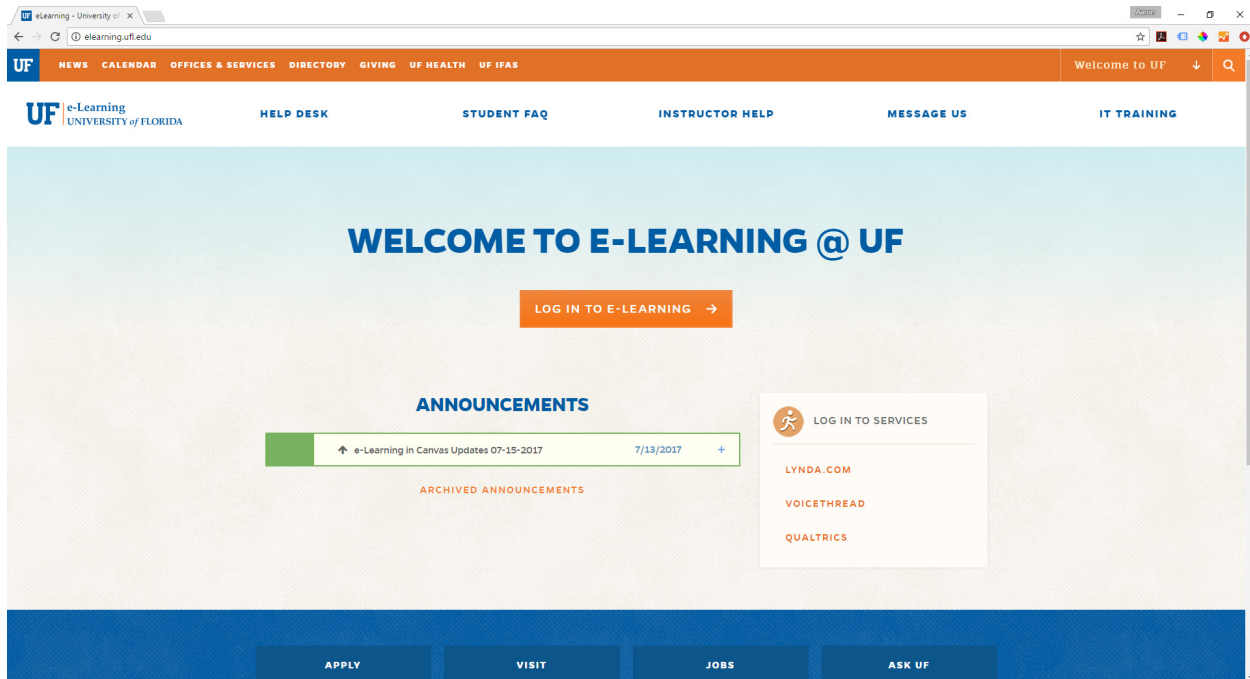 UF eLearning - University of
Aaron
elearning.ufl.edu
UF NEWS CALENDAR OFFICES & SERVICES DIRECTORY GIVING UF HEALTH UF IFAS Welcome to UF
UF e-Learning
UNIVERSITY of FLORIDA
HELP DESK STUDENT FAQ INSTRUCTOR HELP MESSAGE US IT TRAINING
WELCOME TO E-LEARNING @ UF
LOG IN TO E-LEARNING →
ANNOUNCEMENTS
e-Learning in Canvas Updates 07-15-2017 7/13/2017 +
ARCHIVED ANNOUNCEMENTS
LOG IN TO SERVICES
LYNDA.COM
VOICETHREAD
QUALTRICS
APPLY VISIT JOBS ASK UF